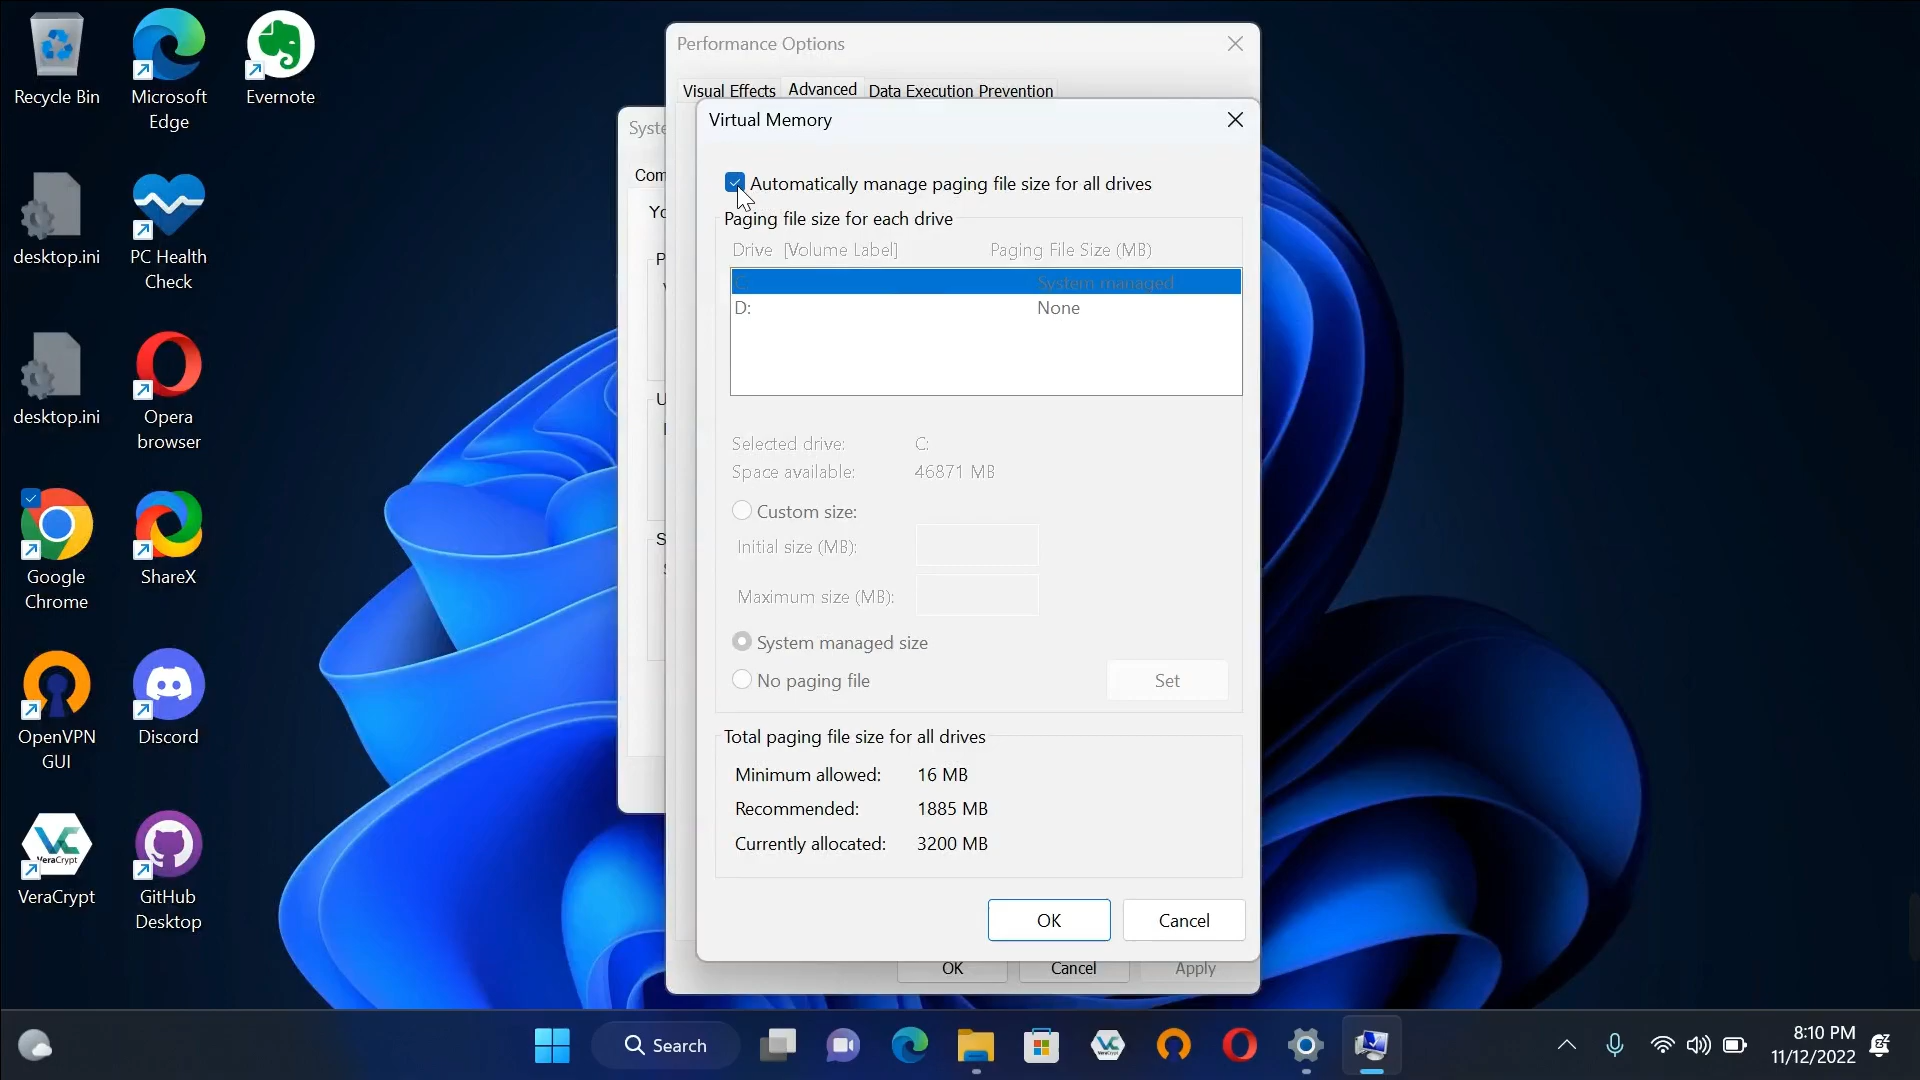 Recycle Bin
Microsoft
Edge
Evernote
desktop.ini
PC Health
Check
desktop.ini
Opera
browser
Google
Chrome
ShareX
OpenVPN
GUI
Discord
VeraCrypt
VeraCrypt
GitHub
Desktop
Performance Options
Visual Effects
Advanced
Data Execution Prevention
Syste
Com
Yo
P
U
S
Virtual Memory
Automatically manage paging file size for all drives
Paging file size for each drive
Drive [Volume Label]
Paging File Size (MB)
C:
System managed
D:
None
Selected drive:
C:
Space available:
46871 MB
Custom size:
Initial size (MB):
Maximum size (MB):
System managed size
No paging file
Set
Total paging file size for all drives
Minimum allowed:
16 MB
Recommended:
1885 MB
Currently allocated:
3200 MB
OK
Cancel
OK
Cancel
Apply
Search
VeraCrypt
8:10 PM
11/12/2022